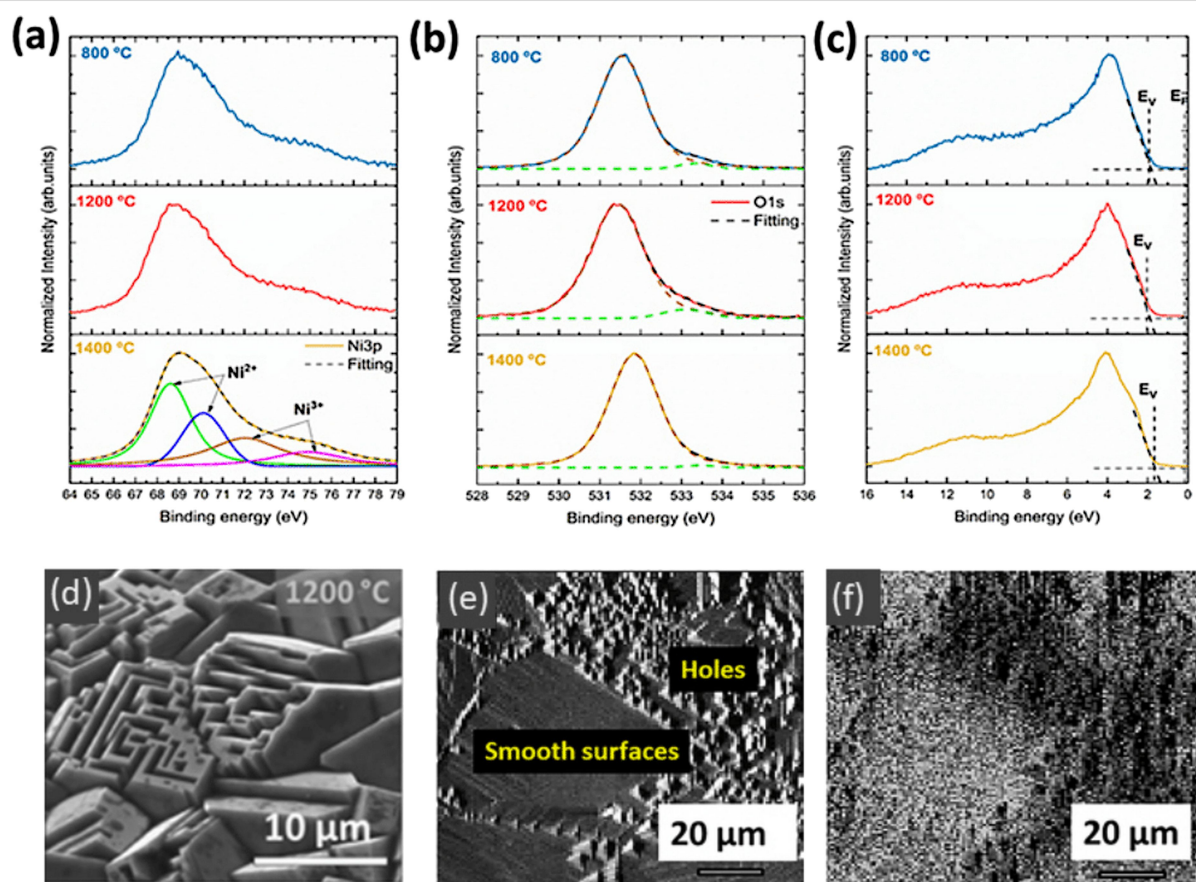 (a)
800 °C
1200 °C
1400 °C
Ni3p
Fitting
Ni²⁺
Ni³⁺
Normalized Intensity (arb.units)
64 65 66 67 68 69 70 71 72 73 74 75 76 77 78 79
Binding energy (eV)
(b)
800 °C
1200 °C
O1s
Fitting
1400 °C
Normalized Intensity (arb.units)
528 529 530 531 532 533 534 535 536
Binding energy (eV)
(c)
800 °C
Eᵥ
1200 °C
Eᵥ
1400 °C
Eᵥ
Normalized Intensity (arb.units)
16 14 12 10 8 6 4 2 0
Binding energy (eV)
(d)
1200 °C
10 µm
(e)
Holes
Smooth surfaces
20 µm
(f)
20 µm